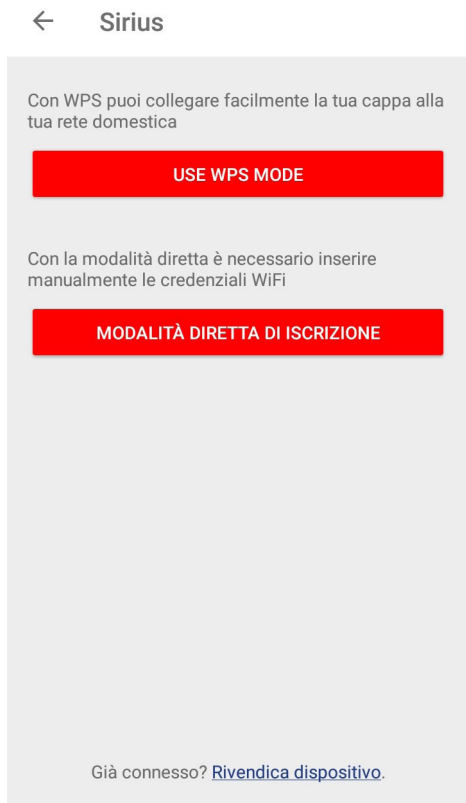 Sirius
Con WPS puoi collegare facilmente la tua cappa alla
tua rete domestica
USE WPS MODE
Con la modalità diretta è necessario inserire
manualmente le credenziali WiFi
MODALITÀ DIRETTA DI ISCRIZIONE
Già connesso? Rivendica dispositivo.